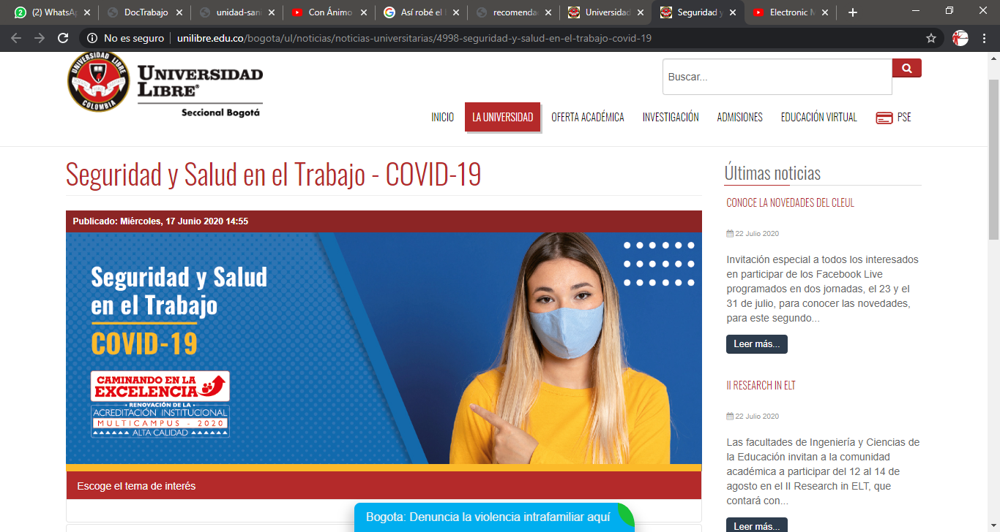 (2) WhatsAp
DocTrabajo
unidad-san
Con Ánimo
Así robé el
recomenda
Universidad
Seguridad y
Electronic M
No es seguro
unilibre.edu.co/bogota/ul/noticias/noticias-universitarias/4998-seguridad-y-salud-en-el-trabajo-covid-19
UNIVERSIDAD LIBRE
COLOMBIA
UNIVERSIDAD
LIBRE®
Seccional Bogotá
Buscar...
INICIO
LA UNIVERSIDAD
OFERTA ACADÉMICA
INVESTIGACIÓN
ADMISIONES
EDUCACIÓN VIRTUAL
PSE
Seguridad y Salud en el Trabajo - COVID-19
Publicado: Miércoles, 17 Junio 2020 14:55
Seguridad y Salud
en el Trabajo
COVID-19
CAMINANDO EN LA
EXCELENCIA
RENOVACIÓN DE LA
ACREDITACIÓN INSTITUCIONAL
MULTICAMPUS - 2020
ALTA CALIDAD
Escoge el tema de interés
Últimas noticias
CONOCE LA NOVEDADES DEL CLEUL
22 Julio 2020
Invitación especial a todos los interesados
en participar de los Facebook Live
programados en dos jornadas, el 23 y el
31 de julio, para conocer las novedades,
para este segundo...
Leer más...
II RESEARCH IN ELT
22 Julio 2020
Las facultades de Ingeniería y Ciencias de
la Educación invitan a la comunidad
académica a participar del 12 al 14 de
agosto en el II Research in ELT, que
contará con...
Leer más...
Bogota: Denuncia la violencia intrafamiliar aquí